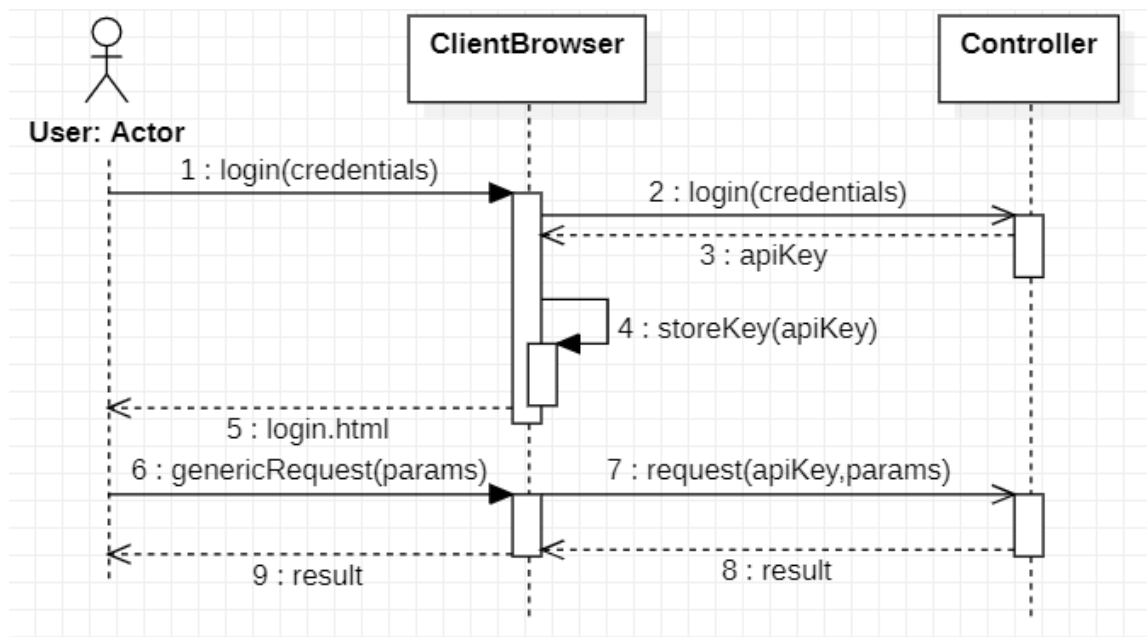 ClientBrowser
Controller
User: Actor
1 : login(credentials)
2 : login(credentials)
3 : apiKey
4 : storeKey(apiKey)
5 : login.html
6 : genericRequest(params)
7 : request(apiKey,params)
8 : result
9 : result